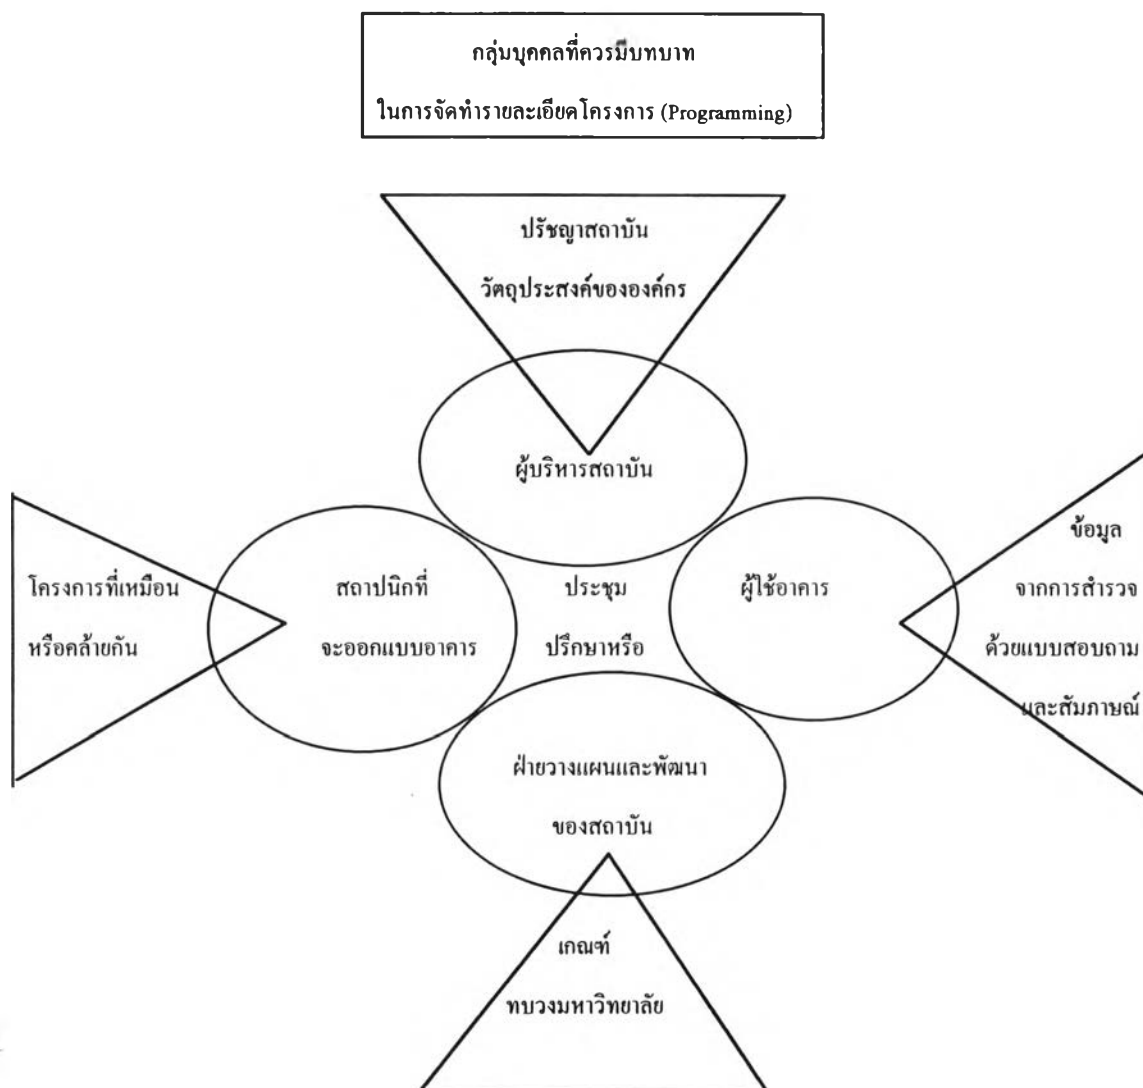 กลุ่มบุคคลที่ควรมีบทบาท
ในการจัดทำรายละเอียดโครงการ (Programming)
ปรัชญาสถาบัน
วัตถุประสงค์ขององค์กร
ผู้บริหารสถาบัน
โครงการที่เหมือน
หรือคล้ายกัน
สถาปนิกที่
จะออกแบบอาคาร
ประชุม
ปรึกษาหรือ
ผู้ใช้อาคาร
ข้อมูล
จากการสำรวจ
ด้วยแบบสอบถาม
และสัมภาษณ์
ฝ่ายวางแผนและพัฒนา
ของสถาบัน
เกณฑ์
ทบวงมหาวิทยาลัย